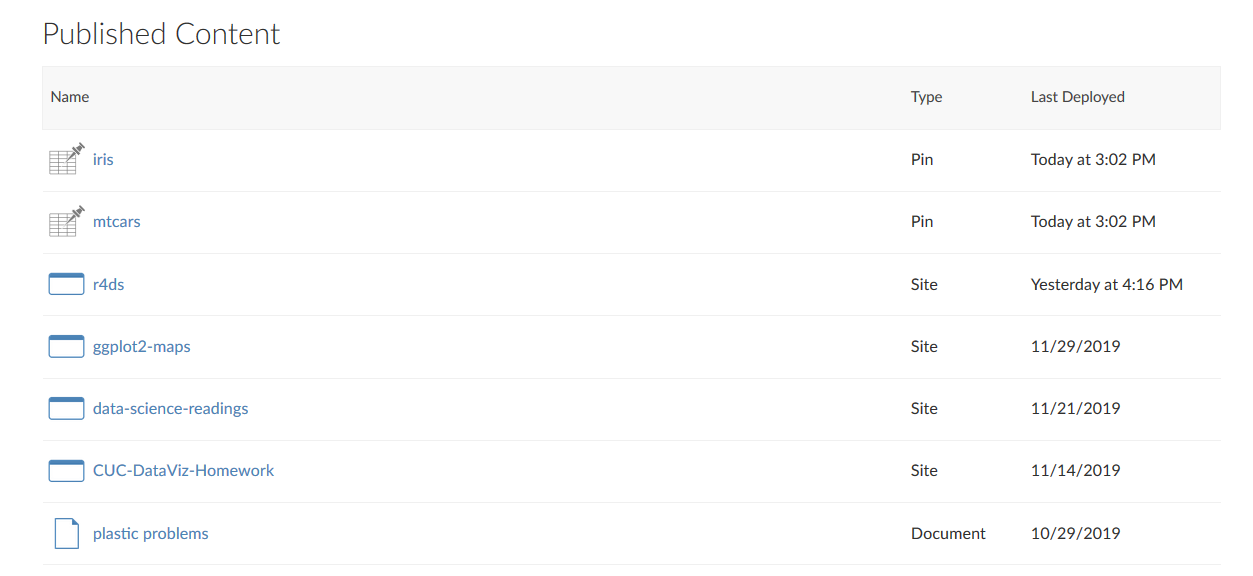 Published Content
Name Type Last Deployed
iris Pin Today at 3:02 PM
mtcars Pin Today at 3:02 PM
r4ds Site Yesterday at 4:16 PM
ggplot2-maps Site 11/29/2019
data-science-readings Site 11/21/2019
CUC-DataViz-Homework Site 11/14/2019
plastic problems Document 10/29/2019